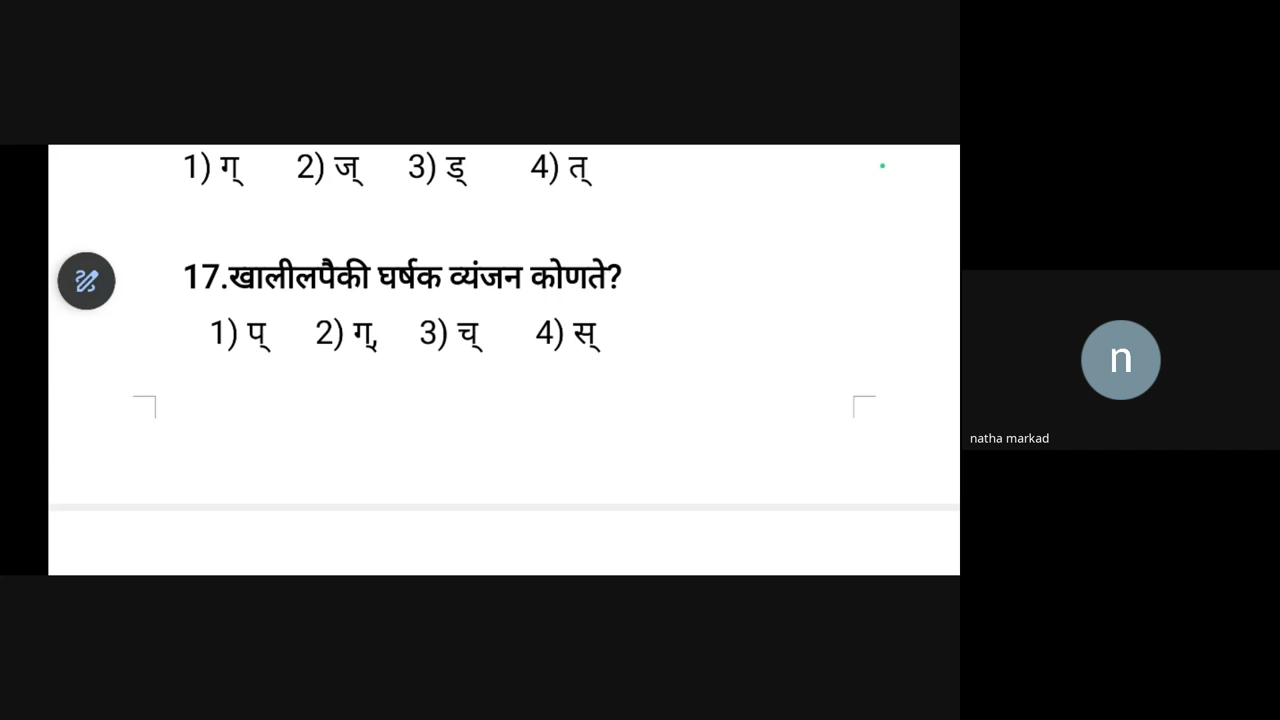 1) ग् 2) ज् 3) ड् 4) त्
17.खालीलपैकी घर्षक व्यंजन कोणते?
1) प् 2) ग्, 3) च् 4) स्
n
natha markad